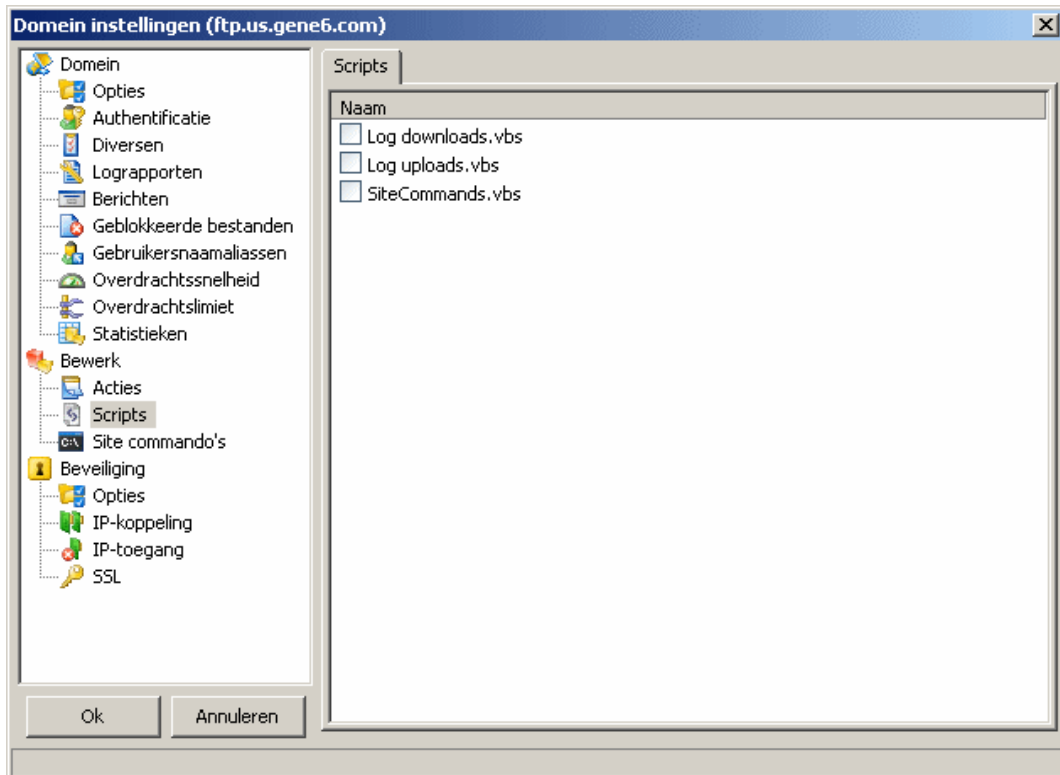 Domein instellingen (ftp.us.gene6.com)
Domein
Opties
Authentificatie
Diversen
Lograpporten
Berichten
Geblokkeerde bestanden
Gebruikersnaamaliassen
Overdrachtssnelheid
Overdrachtslimiet
Statistieken
Bewerk
Acties
Scripts
Site commando's
Beveiliging
Opties
IP-koppeling
IP-toegang
SSL
Ok
Annuleren
Scripts
Naam
Log downloads.vbs
Log uploads.vbs
SiteCommands.vbs